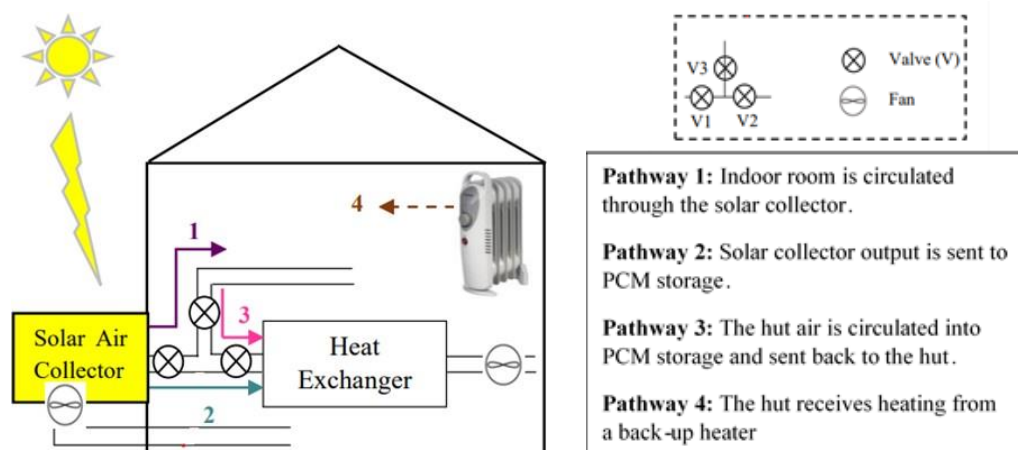 V3
V1
V2
Valve (V)
Fan
4
1
3
2
Solar Air
Collector
Heat
Exchanger
Pathway 1: Indoor room is circulated
through the solar collector.
Pathway 2: Solar collector output is sent to
PCM storage.
Pathway 3: The hut air is circulated into
PCM storage and sent back to the hut.
Pathway 4: The hut receives heating from
a back-up heater